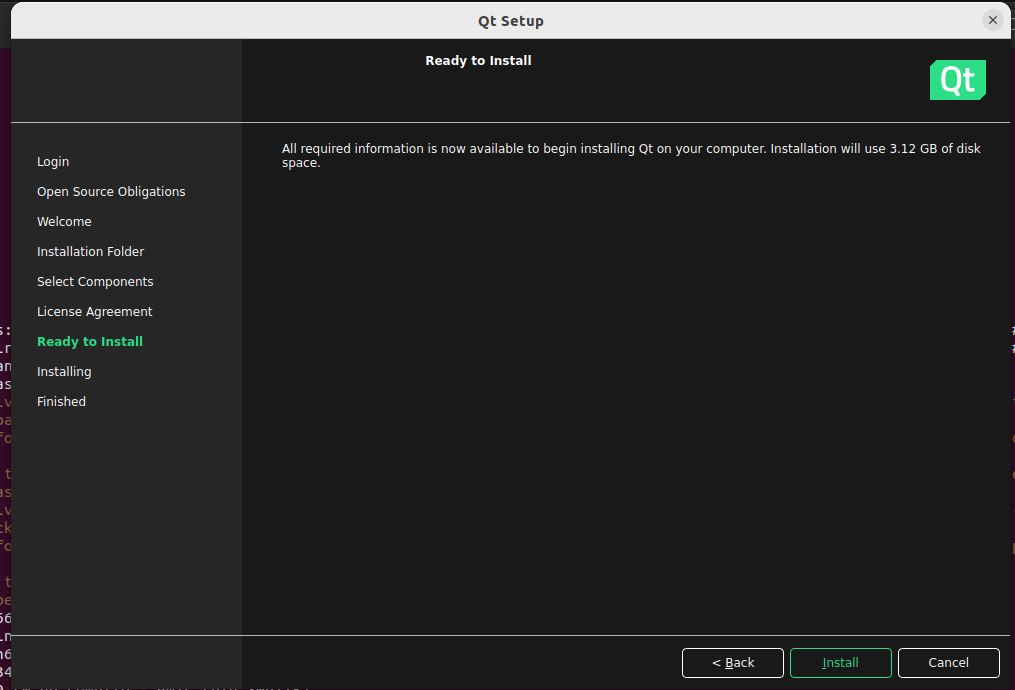 Qt Setup
Ready to Install
Qt
All required information is now available to begin installing Qt on your computer. Installation will use 3.12 GB of disk
space.
Login
Open Source Obligations
Welcome
Installation Folder
Select Components
License Agreement
Ready to Install
Installing
Finished
< Back
Install
Cancel